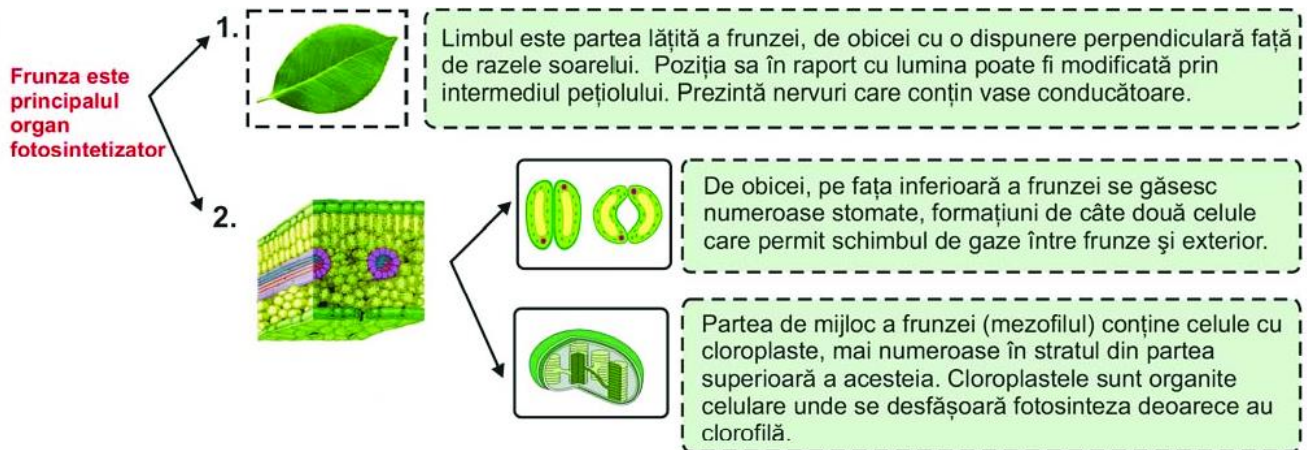 Frunza este
principalul
organ
fotosintetizator
1.
Limbul este partea lățită a frunzei, de obicei cu o dispunere perpendiculară față
de razele soarelui. Poziția sa în raport cu lumina poate fi modificată prin
intermediul pețiolului. Prezintă nervuri care conțin vase conducătoare.
2.
De obicei, pe fața inferioară a frunzei se găsesc
numeroase stomate, formațiuni de câte două celule
care permit schimbul de gaze între frunze şi exterior.
Partea de mijloc a frunzei (mezofilul) conține celule cu
cloroplaste, mai numeroase în stratul din partea
superioară a acesteia. Cloroplastele sunt organite
celulare unde se desfășoară fotosinteza deoarece au
clorofilă.